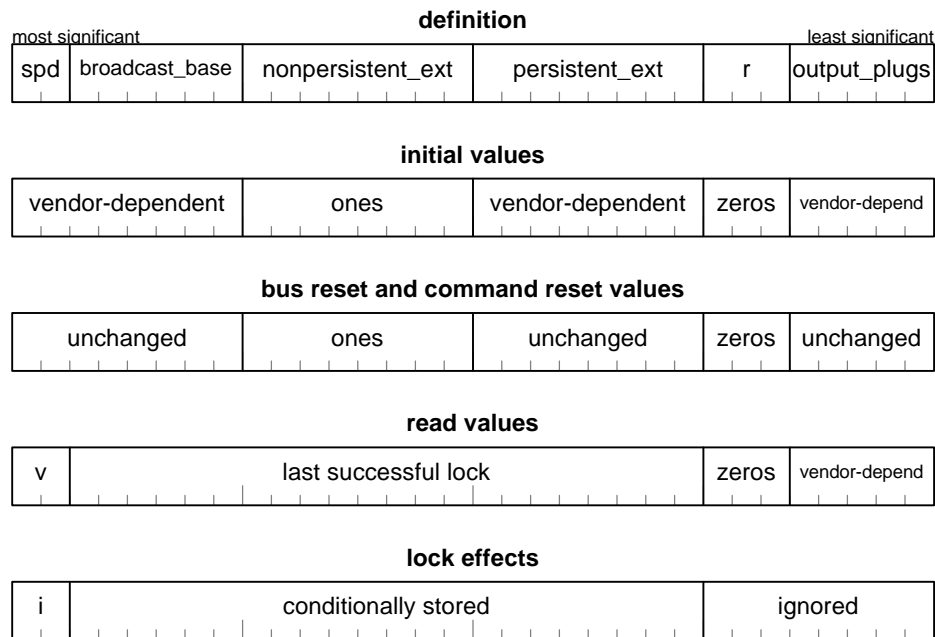 definition
most significant least significant
spd broadcast_base nonpersistent_ext persistent_ext r output_plugs
initial values
vendor-dependent ones vendor-dependent zeros vendor-depend
bus reset and command reset values
unchanged ones unchanged zeros unchanged
read values
v last successful lock zeros vendor-depend
lock effects
i conditionally stored ignored